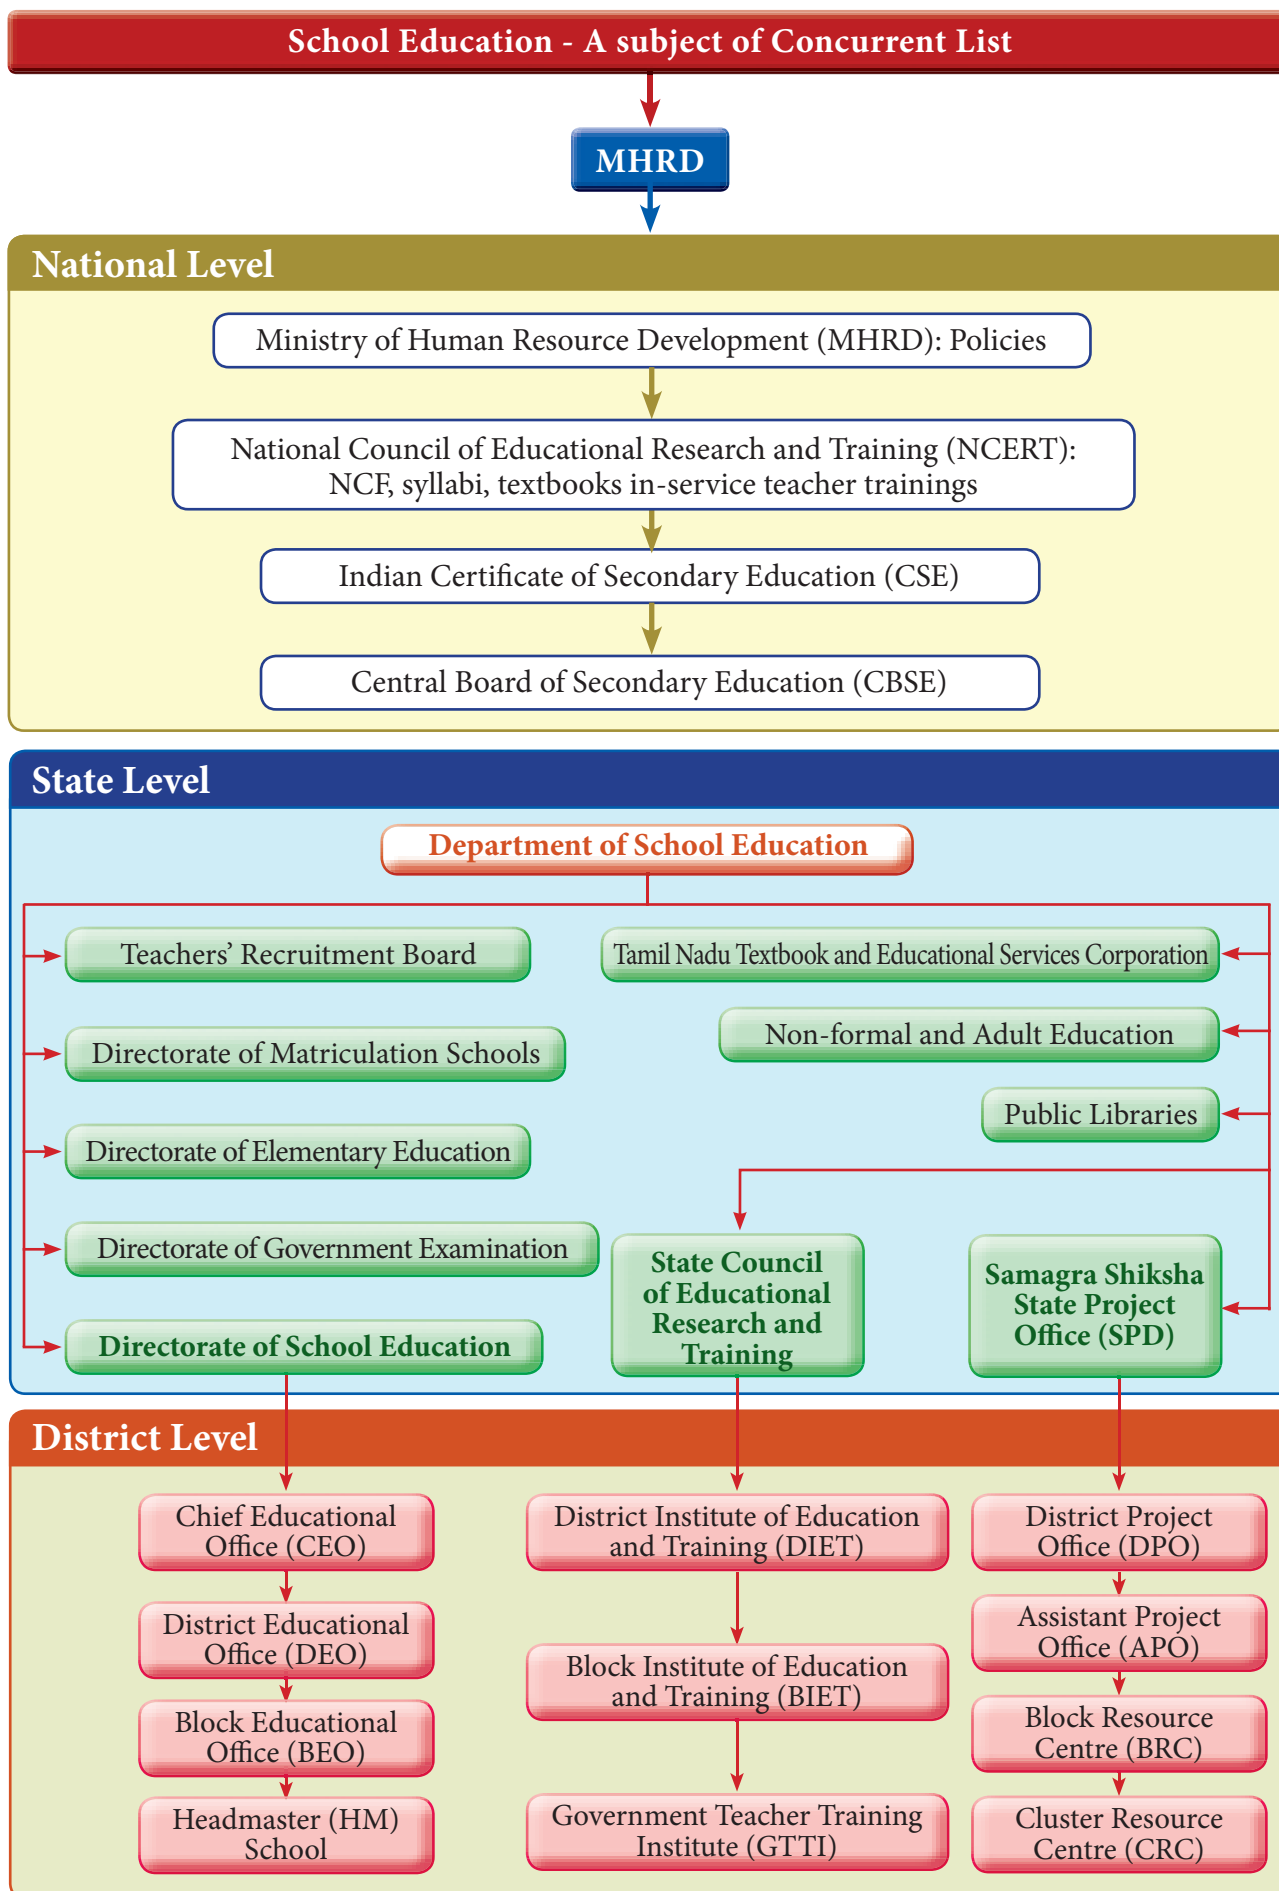 School Education - A subject of Concurrent List
MHRD
National Level
Ministry of Human Resource Development (MHRD): Policies
National Council of Educational Research and Training (NCERT):
NCF, syllabi, textbooks in-service teacher trainings
Indian Certificate of Secondary Education (CSE)
Central Board of Secondary Education (CBSE)
State Level
Department of School Education
Teachers’ Recruitment Board
Directorate of Matriculation Schools
Directorate of Elementary Education
Directorate of Government Examination
Directorate of School Education
Tamil Nadu Textbook and Educational Services Corporation
Non-formal and Adult Education
Public Libraries
State Council
of Educational
Research and
Training
Samagra Shiksha
State Project
Office (SPD)
District Level
Chief Educational
Office (CEO)
District Educational
Office (DEO)
Block Educational
Office (BEO)
Headmaster (HM)
School
District Institute of Education
and Training (DIET)
Block Institute of Education
and Training (BIET)
Government Teacher Training
Institute (GTTI)
District Project
Office (DPO)
Assistant Project
Office (APO)
Block Resource
Centre (BRC)
Cluster Resource
Centre (CRC)